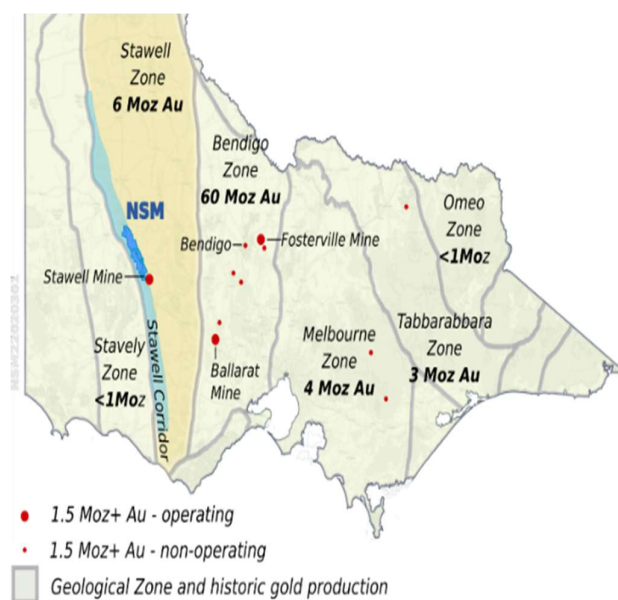 Stawell
Zone
6 Moz Au
Bendigo
Zone
60 Moz Au
Omeo
Zone
<1Moz
NSM
Bendigo
Fosterville Mine
Stawell Mine
Stawell Corridor
Stavely
Zone
<1Moz
Ballarat
Mine
Melbourne
Zone
4 Moz Au
Tabbarabbara
Zone
3 Moz Au
NSM22020302
1.5 Moz+ Au - operating
1.5 Moz+ Au - non-operating
Geological Zone and historic gold production